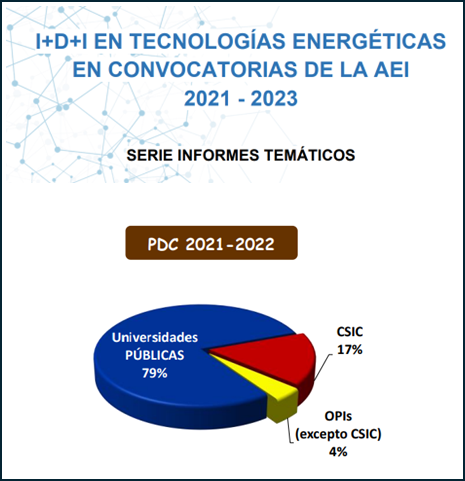 I+D+I EN TECNOLOGÍAS ENERGÉTICAS
EN CONVOCATORIAS DE LA AEI
2021 - 2023
SERIE INFORMES TEMÁTICOS
PDC 2021-2022
Universidades
PÚBLICAS
79%
CSIC
17%
OPIs
(excepto CSIC)
4%